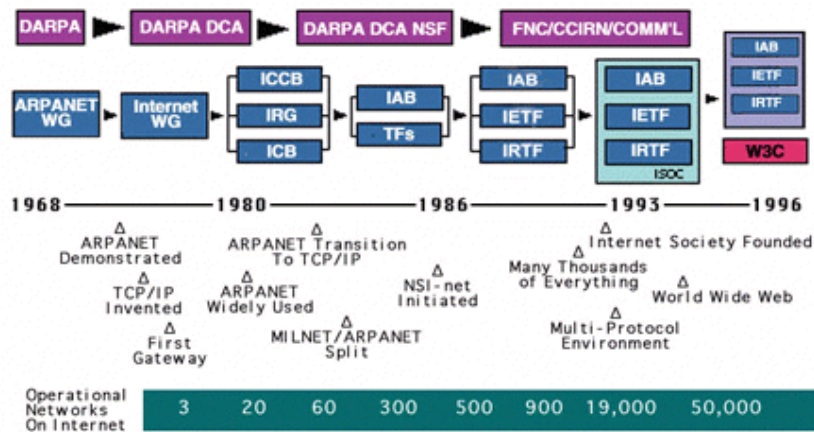 DARPA
DARPA DCA
DARPA DCA NSF
FNC/CCIRN/COMM'L
IAB
IETF
IRTF
ARPANET
WG
Internet
WG
ICCB
IRG
ICB
IAB
TFs
IAB
IETF
IRTF
IAB
IETF
IRTF
ISOC
W3C
1968
1980
1986
1993
1996
ARPANET
Demonstrated
ARPANET Transition
To TCP/IP
Internet Society Founded
Many Thousands
of Everything
TCP/IP
Invented
ARPANET
Widely Used
NSI-net
Initiated
World Wide Web
First
Gateway
MILNET/ARPANET
Split
Multi-Protocol
Environment
Operational
Networks
On Internet
3 20 60 300 500 900 19,000 50,000